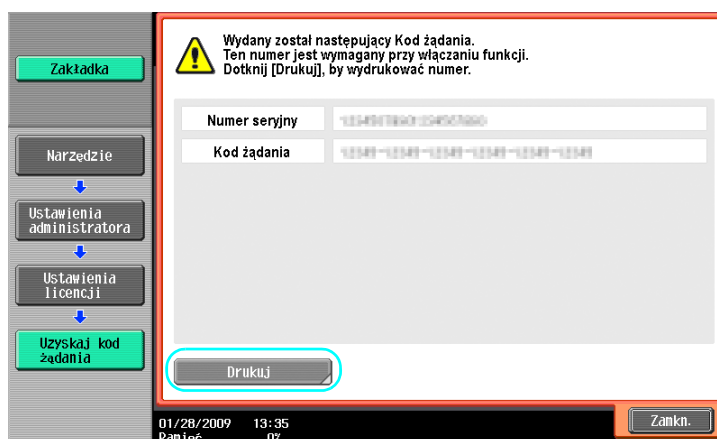 Zakładka
Narzędzie
Ustawienia
administratora
Ustawienia
licencji
Uzyskaj kod
żądania
Wydany został następujący Kod żądania.
Ten numer jest wymagany przy włączaniu funkcji.
Dotknij [Drukuj], by wydrukować numer.
Numer seryjny
Kod żądania
Drukuj
01/28/2009 13:35
Pamięć 0%
Zamkn.